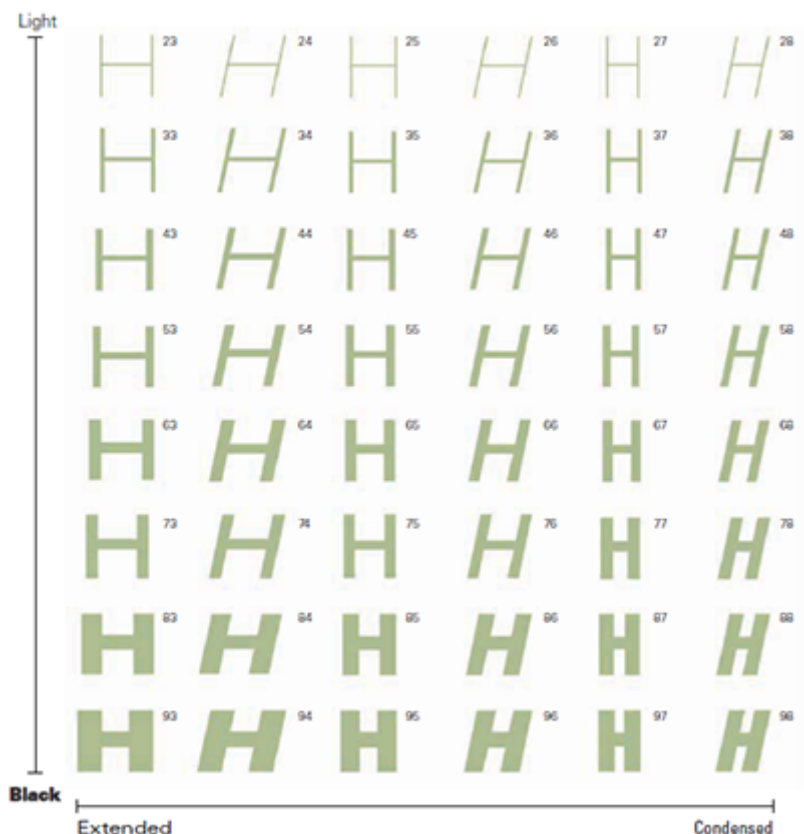 Light
H 23 H 24 H 25 H 26 H 27 H 28
H 33 H 34 H 35 H 36 H 37 H 38
H 43 H 44 H 45 H 46 H 47 H 48
H 53 H 54 H 55 H 56 H 57 H 58
H 63 H 64 H 65 H 66 H 67 H 68
H 73 H 74 H 75 H 76 H 77 H 78
H 83 H 84 H 85 H 86 H 87 H 88
H 93 H 94 H 95 H 96 H 97 H 98
Black
Extended Condensed